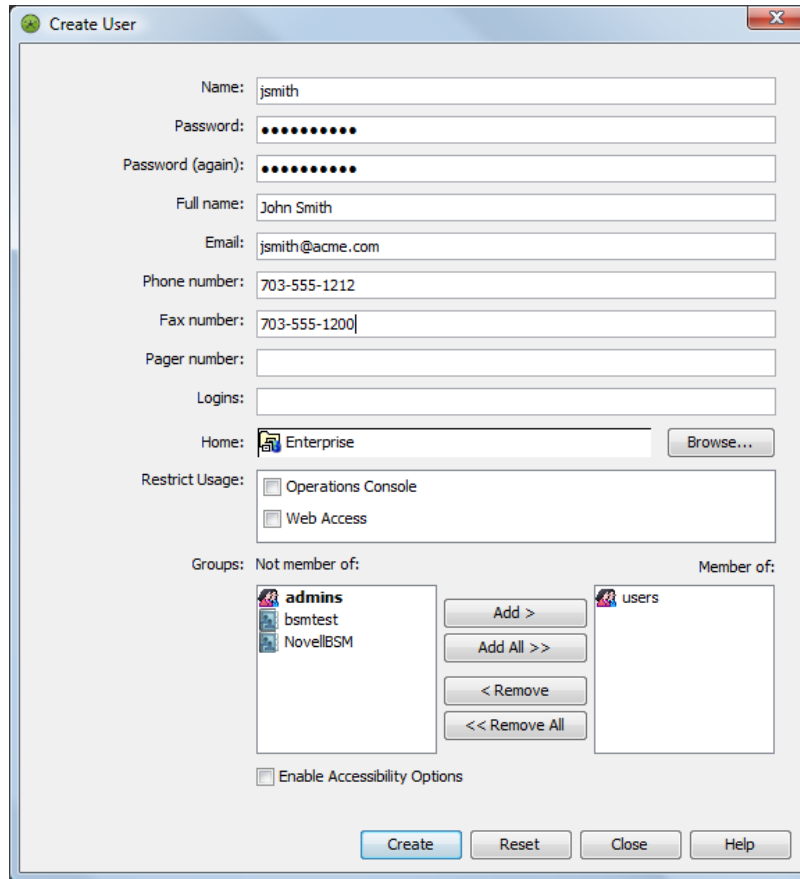 Create User
Name: jsmith
Password: ••••••••••
Password (again): ••••••••••
Full name: John Smith
Email: jsmith@acme.com
Phone number: 703-555-1212
Fax number: 703-555-1200
Pager number:
Logins:
Home: Enterprise Browse...
Restrict Usage: Operations Console
Web Access
Groups: Not member of: Member of:
admins Add > users
bsmtest
NovellBSM Add All >>
< Remove
<< Remove All
Enable Accessibility Options
Create Reset Close Help